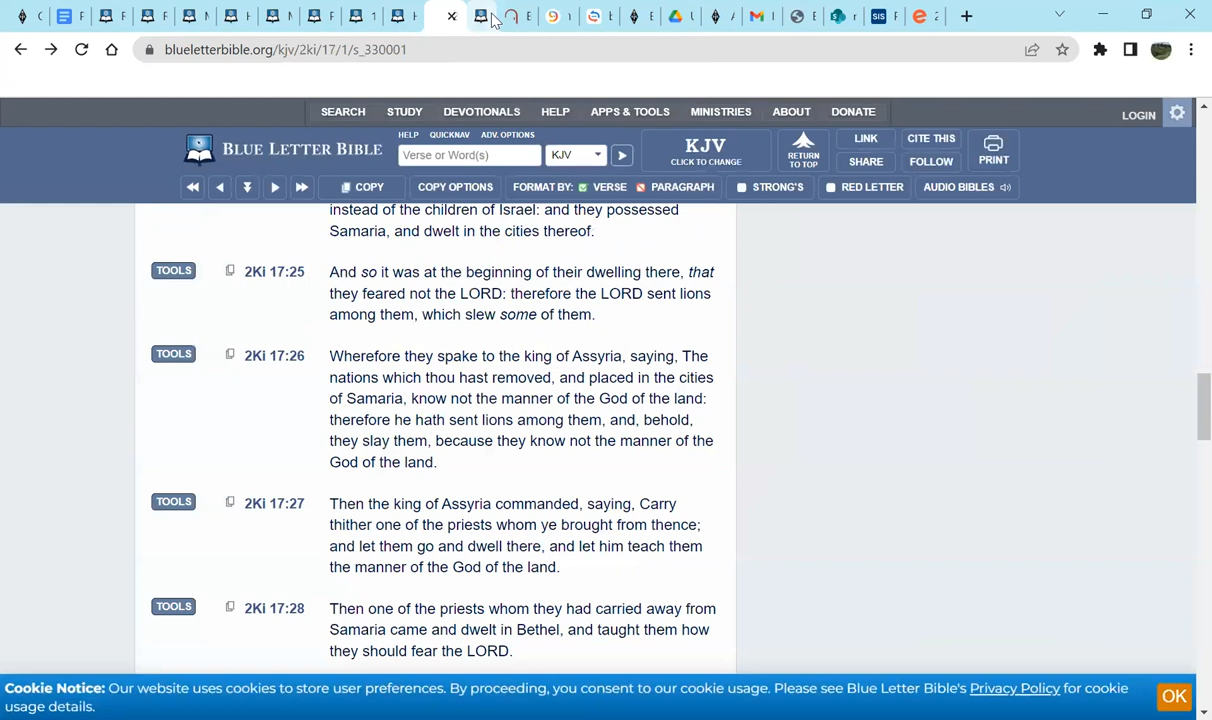 blueletterbible.org/kjv/2ki/17/1/s_330001
SEARCH STUDY DEVOTIONALS HELP APPS & TOOLS MINISTRIES ABOUT DONATE LOGIN
HELP QUICKNAV ADV. OPTIONS
BLUE LETTER BIBLE
Verse or Word(s) KJV
KJV
CLICK TO CHANGE
RETURN
TO TOP
LINK CITE THIS
SHARE FOLLOW
PRINT
COPY COPY OPTIONS FORMAT BY: VERSE PARAGRAPH STRONG'S RED LETTER AUDIO BIBLES
instead of the children of Israel: and they possessed
Samaria, and dwelt in the cities thereof.
TOOLS 2Ki 17:25 And so it was at the beginning of their dwelling there, that
they feared not the LORD: therefore the LORD sent lions
among them, which slew some of them.
TOOLS 2Ki 17:26 Wherefore they spake to the king of Assyria, saying, The
nations which thou hast removed, and placed in the cities
of Samaria, know not the manner of the God of the land:
therefore he hath sent lions among them, and, behold,
they slay them, because they know not the manner of the
God of the land.
TOOLS 2Ki 17:27 Then the king of Assyria commanded, saying, Carry
thither one of the priests whom ye brought from thence;
and let them go and dwell there, and let him teach them
the manner of the God of the land.
TOOLS 2Ki 17:28 Then one of the priests whom they had carried away from
Samaria came and dwelt in Bethel, and taught them how
they should fear the LORD.
Cookie Notice: Our website uses cookies to store user preferences. By proceeding, you consent to our cookie usage. Please see Blue Letter Bible's Privacy Policy for cookie
usage details.
OK